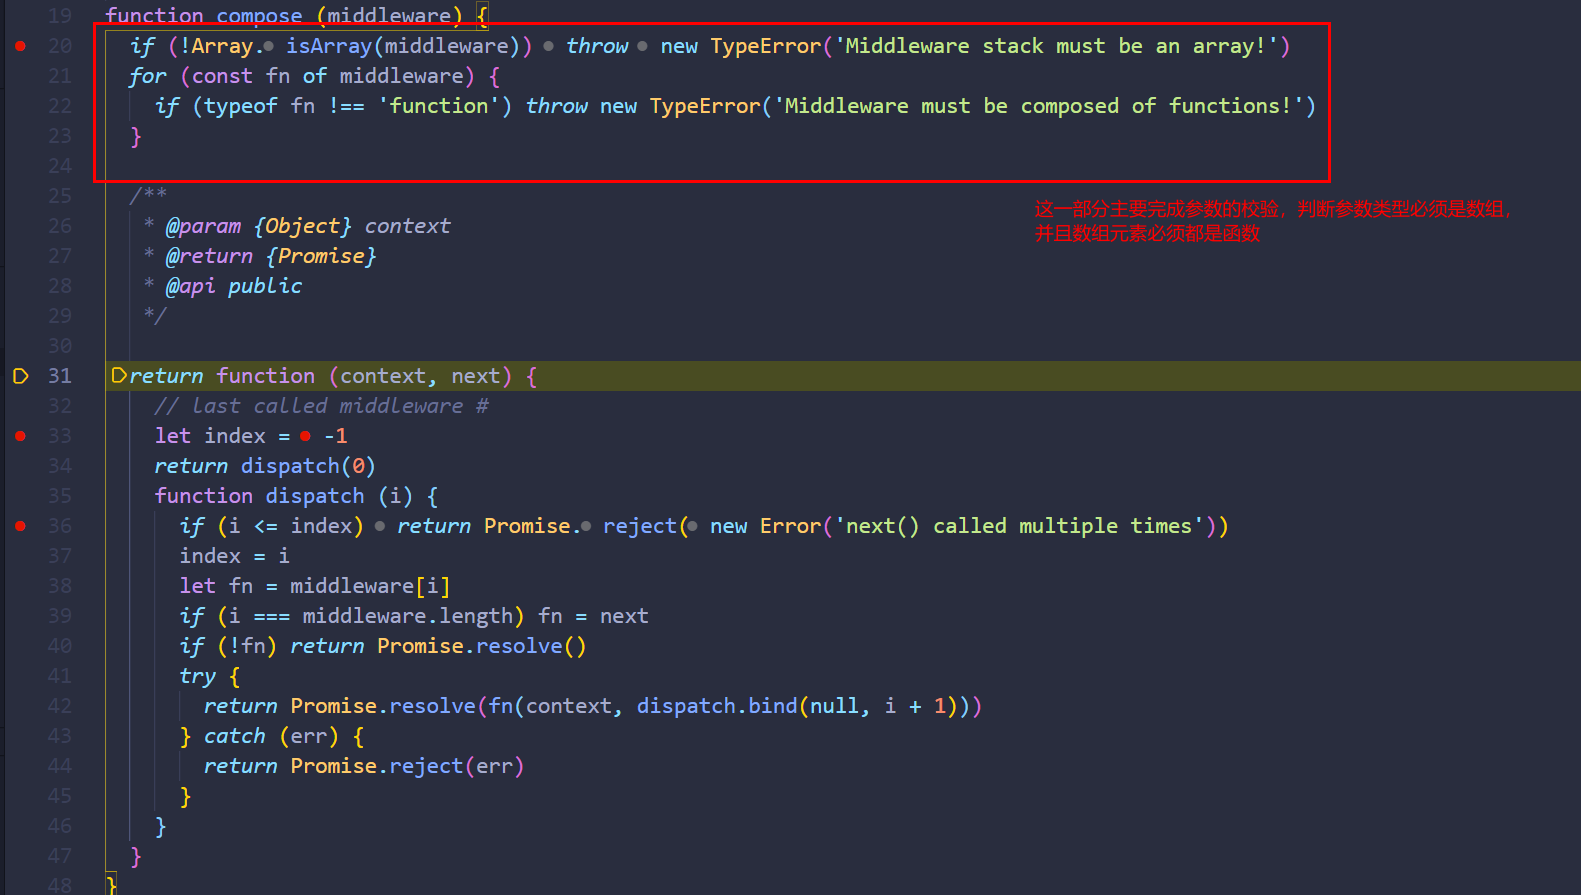 19 function compose (middleware) {
20 if (!Array. isArray(middleware)) throw new TypeError('Middleware stack must be an array!')
21 for (const fn of middleware) {
22 if (typeof fn !== 'function') throw new TypeError('Middleware must be composed of functions!')
23 }
24
25 /**
这一部分主要完成参数的校验，判断参数类型必须是数组，
26 * @param {Object} context
并且数组元素必须都是函数
27 * @return {Promise}
28 * @api public
29 */
30
31 return function (context, next) {
32 // last called middleware #
33 let index = -1
34 return dispatch(0)
35 function dispatch (i) {
36 if (i <= index) return Promise. reject( new Error('next() called multiple times'))
37 index = i
38 let fn = middleware[i]
39 if (i === middleware.length) fn = next
40 if (!fn) return Promise.resolve()
41 try {
42 return Promise.resolve(fn(context, dispatch.bind(null, i + 1)))
43 } catch (err) {
44 return Promise.reject(err)
45 }
46 }
47 }
48 }